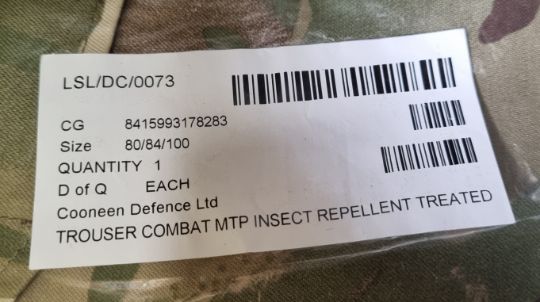 LSL/DC/0073
CG 8415993178283
Size 80/84/100
QUANTITY 1
D of Q EACH
Cooneen Defence Ltd
TROUSER COMBAT MTP INSECT REPELLENT TREATED